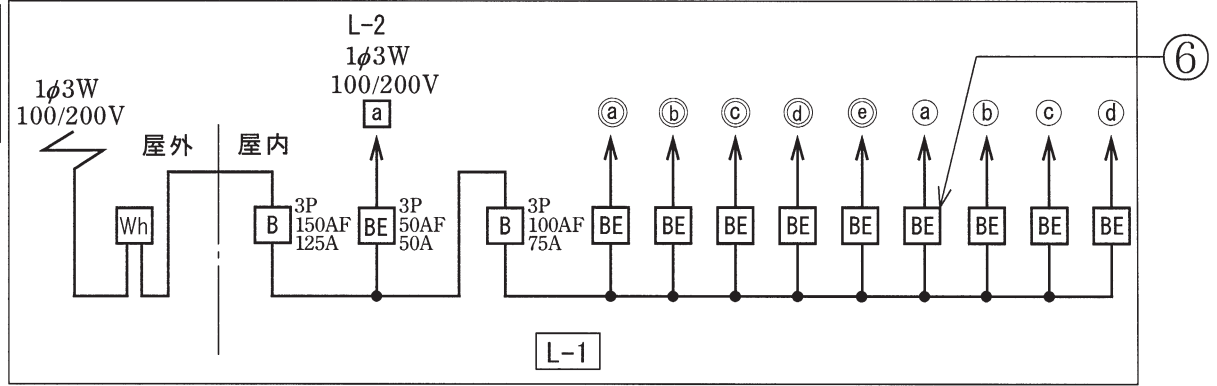 L-2
1φ3W
100/200V
a
1φ3W
100/200V
屋外
屋内
Wh
B
3P
150AF
125A
BE
3P
50AF
50A
B
3P
100AF
75A
a b c d e a b c d
BE BE BE BE BE BE BE BE BE
⑥
L-1